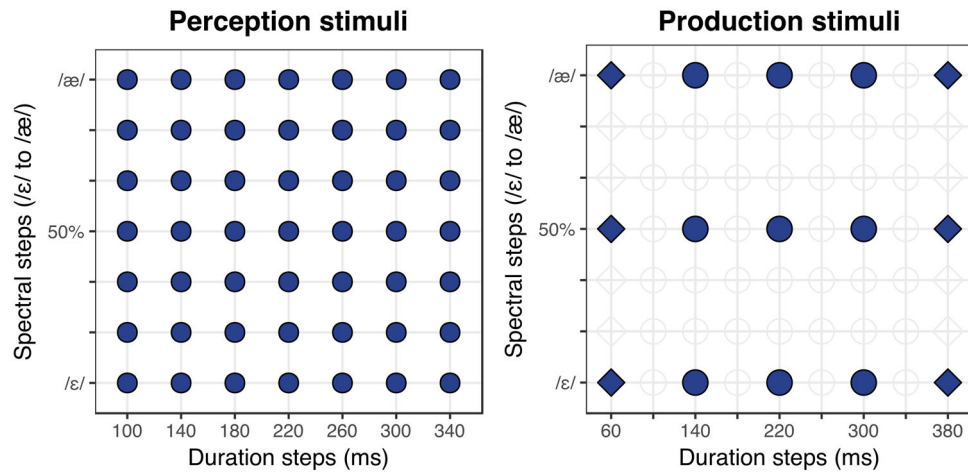 Perception stimuli
Spectral steps (/ɛ/ to /æ/)
/æ/
50%
/ɛ/
100 140 180 220 260 300 340
Duration steps (ms)
Production stimuli
Spectral steps (/ɛ/ to /æ/)
/æ/
50%
/ɛ/
60 140 220 300 380
Duration steps (ms)